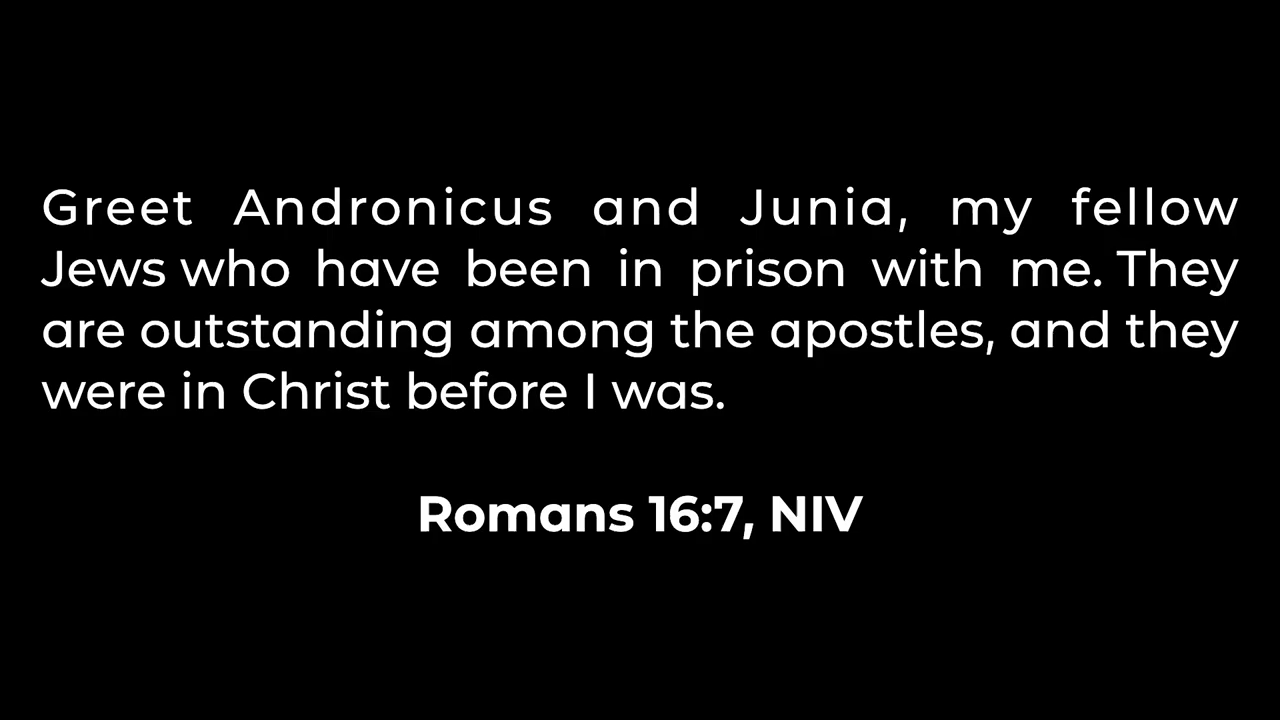 Greet Andronicus and Junia, my fellow
Jews who have been in prison with me. They
are outstanding among the apostles, and they
were in Christ before I was.
Romans 16:7, NIV